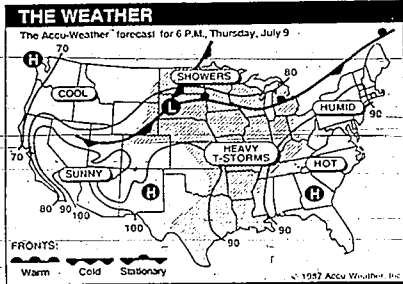 THE WEATHER
The Accu-Weather™ forecast for 6 P.M., Thursday, July 9
H
70
SHOWERS
80
COOL
L
HUMID
90
HEAVY
T-STORMS
70
SUNNY
HOT
H
H
80
90
100
100
90
90
FRONTS:
Warm
Cold
Stationary
© 1987 Accu-Weather, Inc.